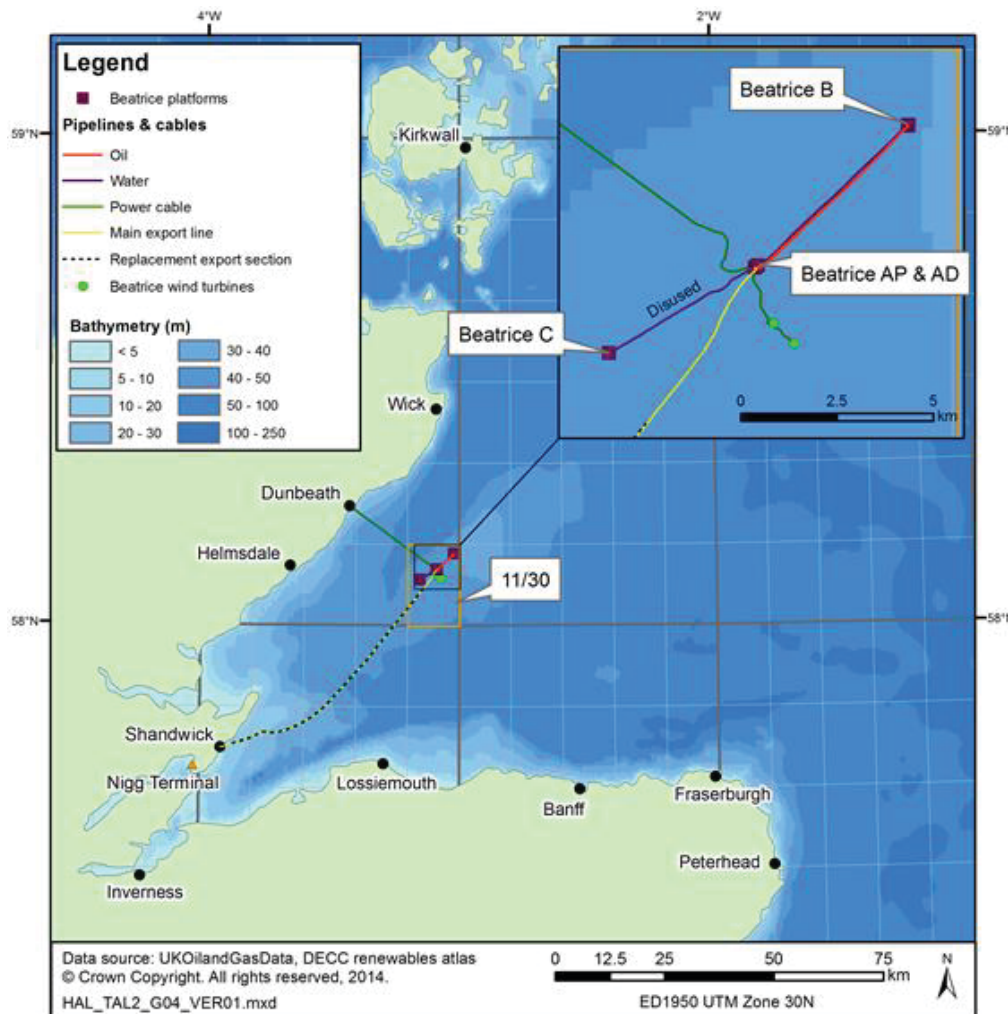 4°W
2°W
Legend
Beatrice platforms
Pipelines & cables
Oil
Water
Power cable
Main export line
Replacement export section
Beatrice wind turbines
Bathymetry (m)
< 5
5 - 10
10 - 20
20 - 30
30 - 40
40 - 50
50 - 100
100 - 250
Beatrice B
Beatrice AP & AD
Disused
Beatrice C
0 2.5 5
km
59°N
59°N
Kirkwall
Wick
Dunbeath
Helmsdale
11/30
58°N
58°N
Shandwick
Nigg Terminal
Lossiemouth
Banff
Fraserburgh
Peterhead
Inverness
Data source: UKOilandGasData, DECC renewables atlas
© Crown Copyright. All rights reserved, 2014.
HAL_TAL2_G04_VER01.mxd
0 12.5 25 50 75
km
ED1950 UTM Zone 30N
N